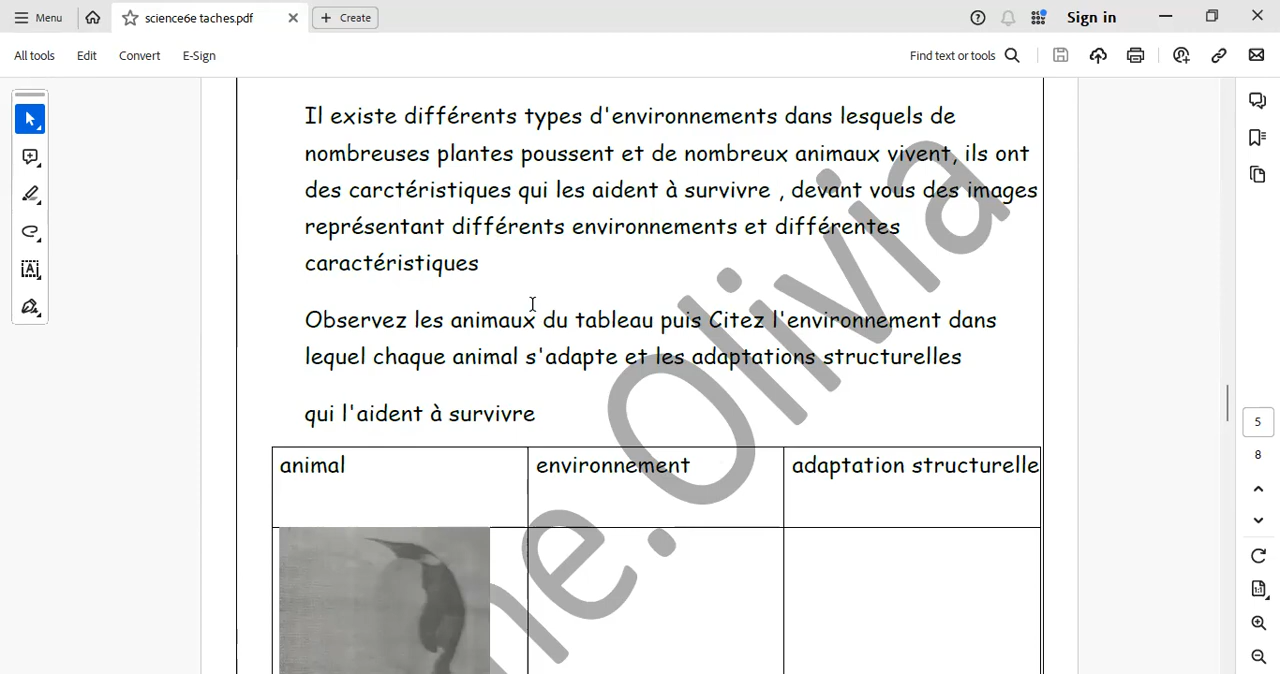 Menu
science6e taches.pdf
Create
Sign in
All tools
Edit
Convert
E-Sign
Find text or tools
Il existe différents types d'environnements dans lesquels de
nombreuses plantes poussent et de nombreux animaux vivent, ils ont
des carctéristiques qui les aident à survivre , devant vous des images
représentant différents environnements et différentes
caractéristiques
Observez les animaux du tableau puis Citez l'environnement dans
lequel chaque animal s'adapte et les adaptations structurelles
qui l'aident à survivre
animal
environnement
adaptation structurelle
me.Olivia
5
8